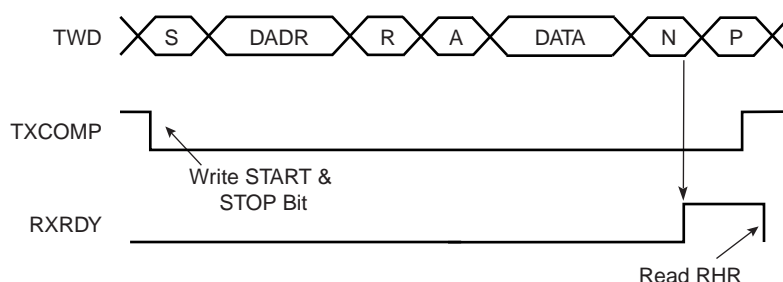 TWD S DADR R A DATA N P
TXCOMP
Write START &
STOP Bit
RXRDY
Read RHR